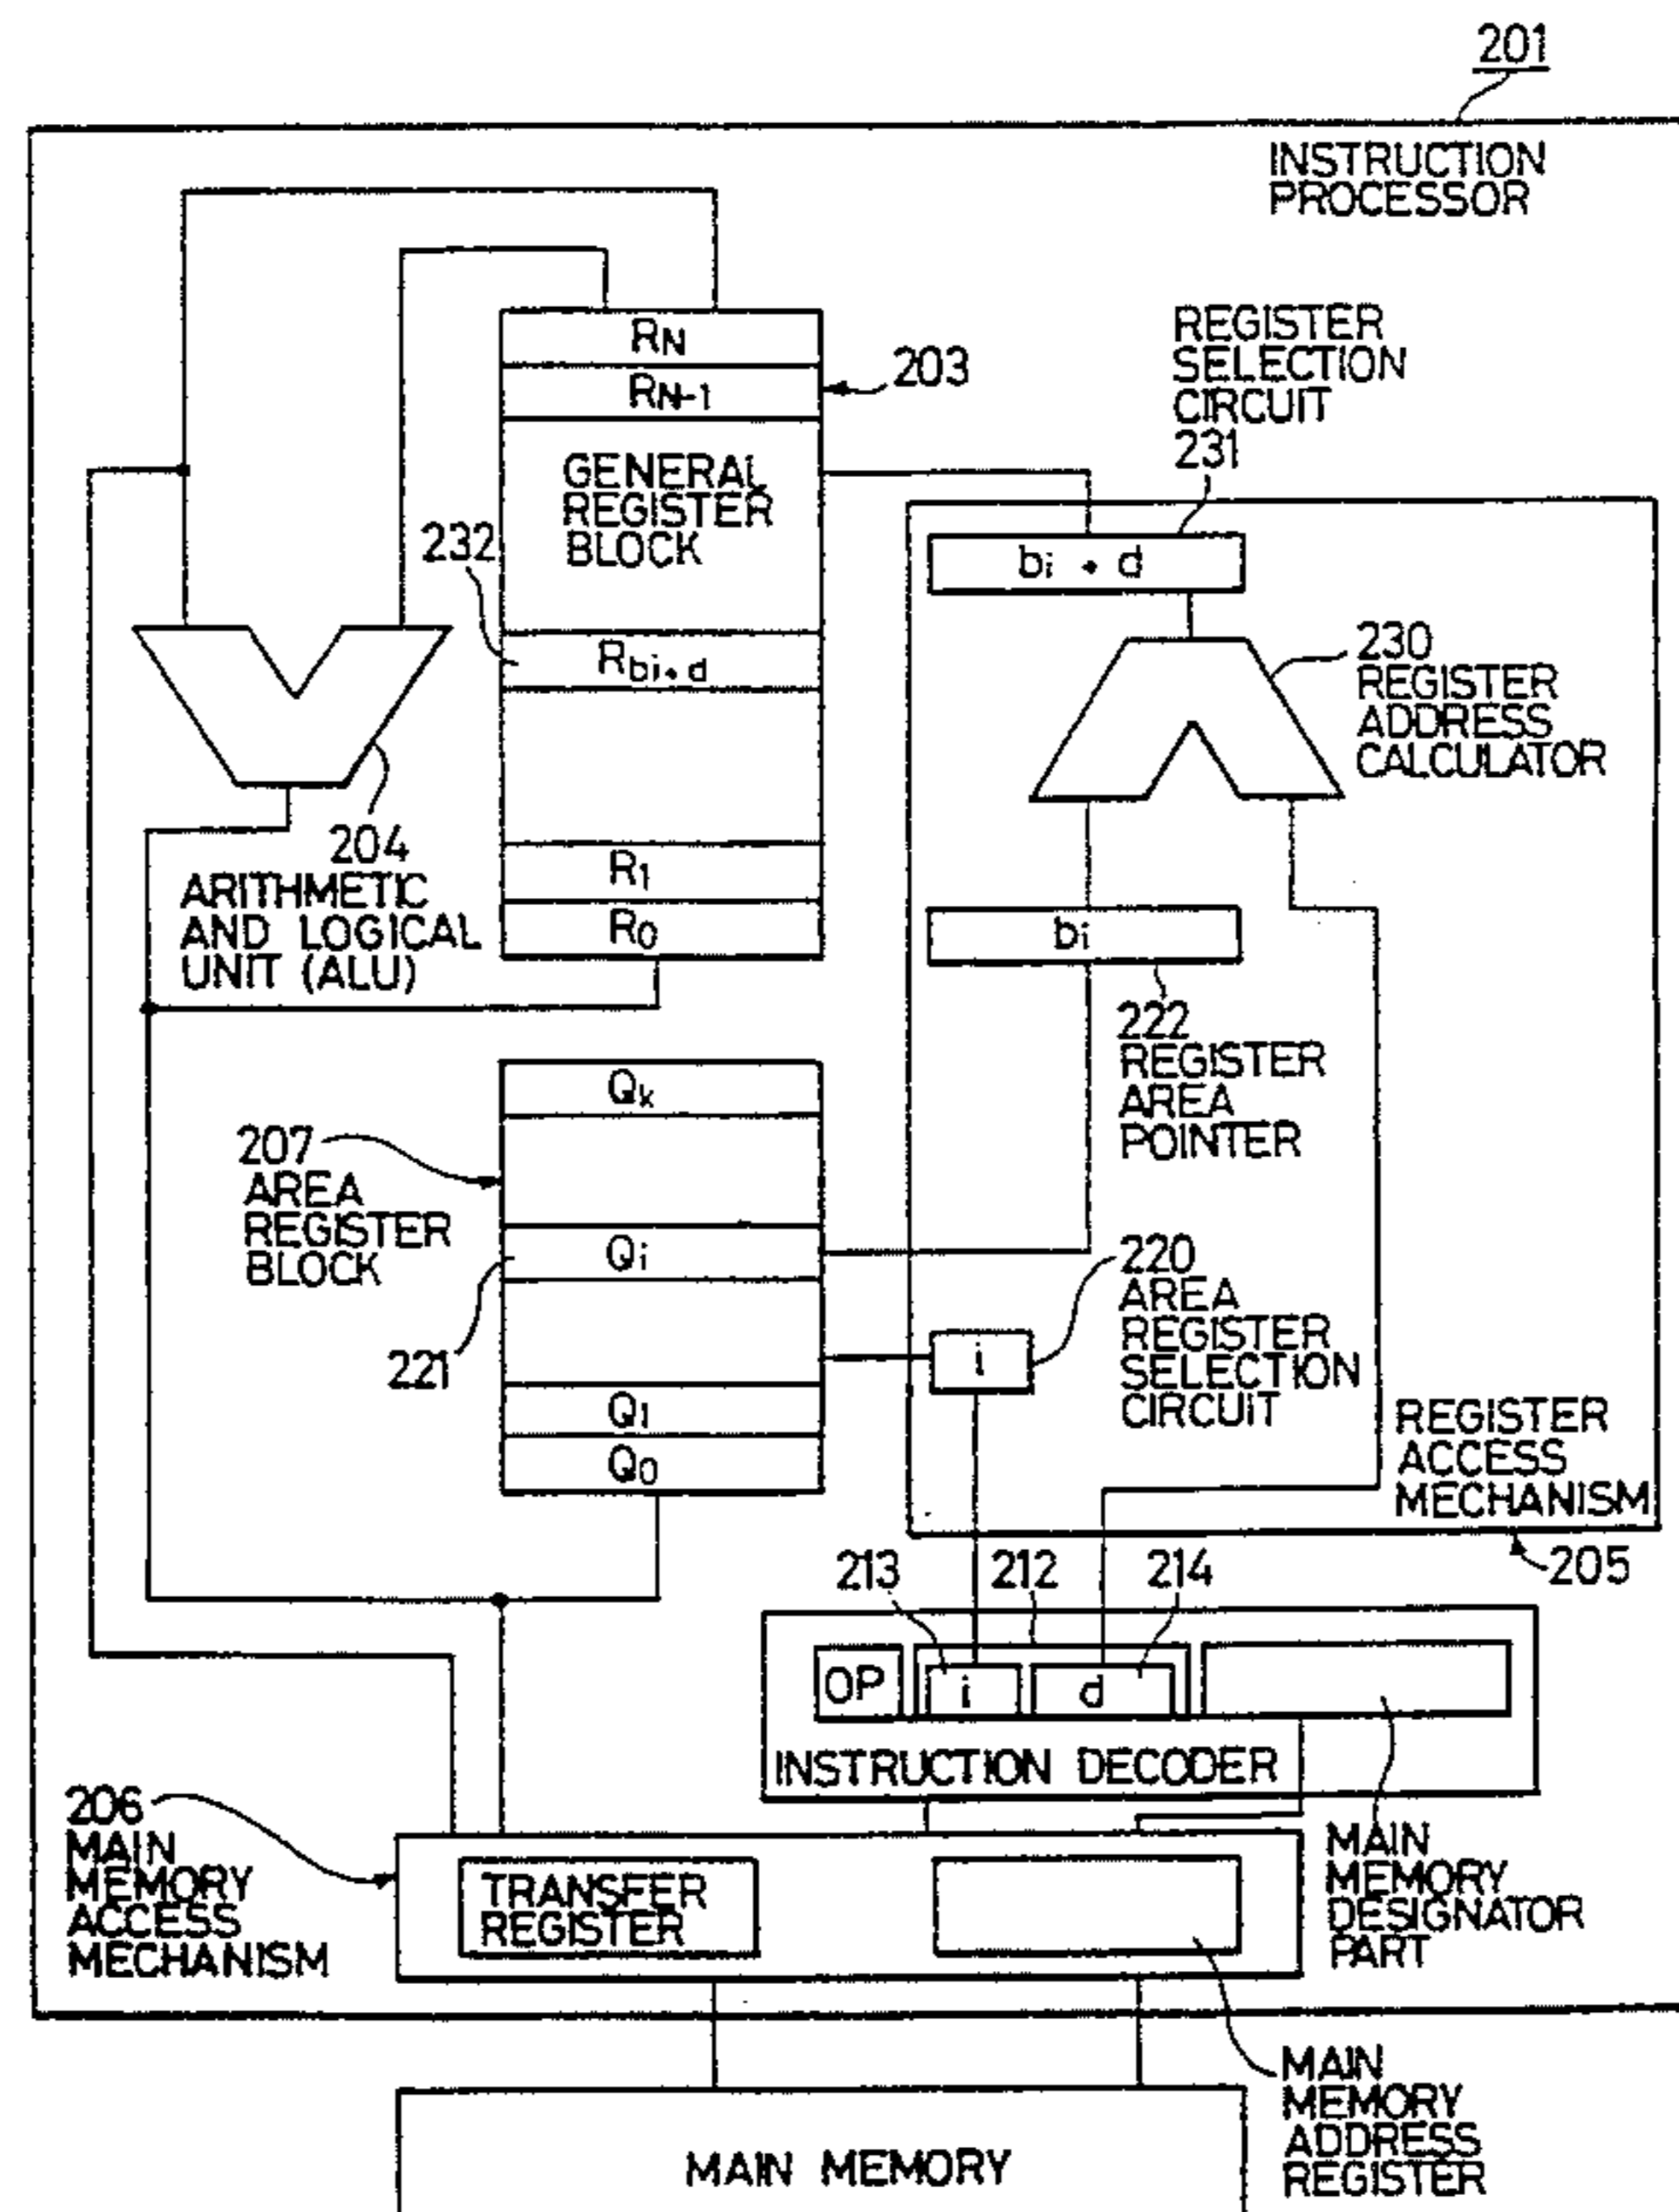 201
INSTRUCTION
PROCESSOR
RN
RN-1
203
GENERAL
REGISTER
BLOCK
232
Rbi+d
R1
R0
204
ARITHMETIC
AND LOGICAL
UNIT (ALU)
REGISTER
SELECTION
CIRCUIT
231
bi + d
230
REGISTER
ADDRESS
CALCULATOR
bi
222
REGISTER
AREA
POINTER
Qk
207
AREA
REGISTER
BLOCK
Qi
221
Q1
Q0
220
AREA
REGISTER
SELECTION
CIRCUIT
i
REGISTER
ACCESS
MECHANISM
205
213
212
214
OP
i
d
INSTRUCTION DECODER
206
MAIN
MEMORY
ACCESS
MECHANISM
TRANSFER
REGISTER
MAIN
MEMORY
DESIGNATOR
PART
MAIN
MEMORY
ADDRESS
REGISTER
MAIN MEMORY